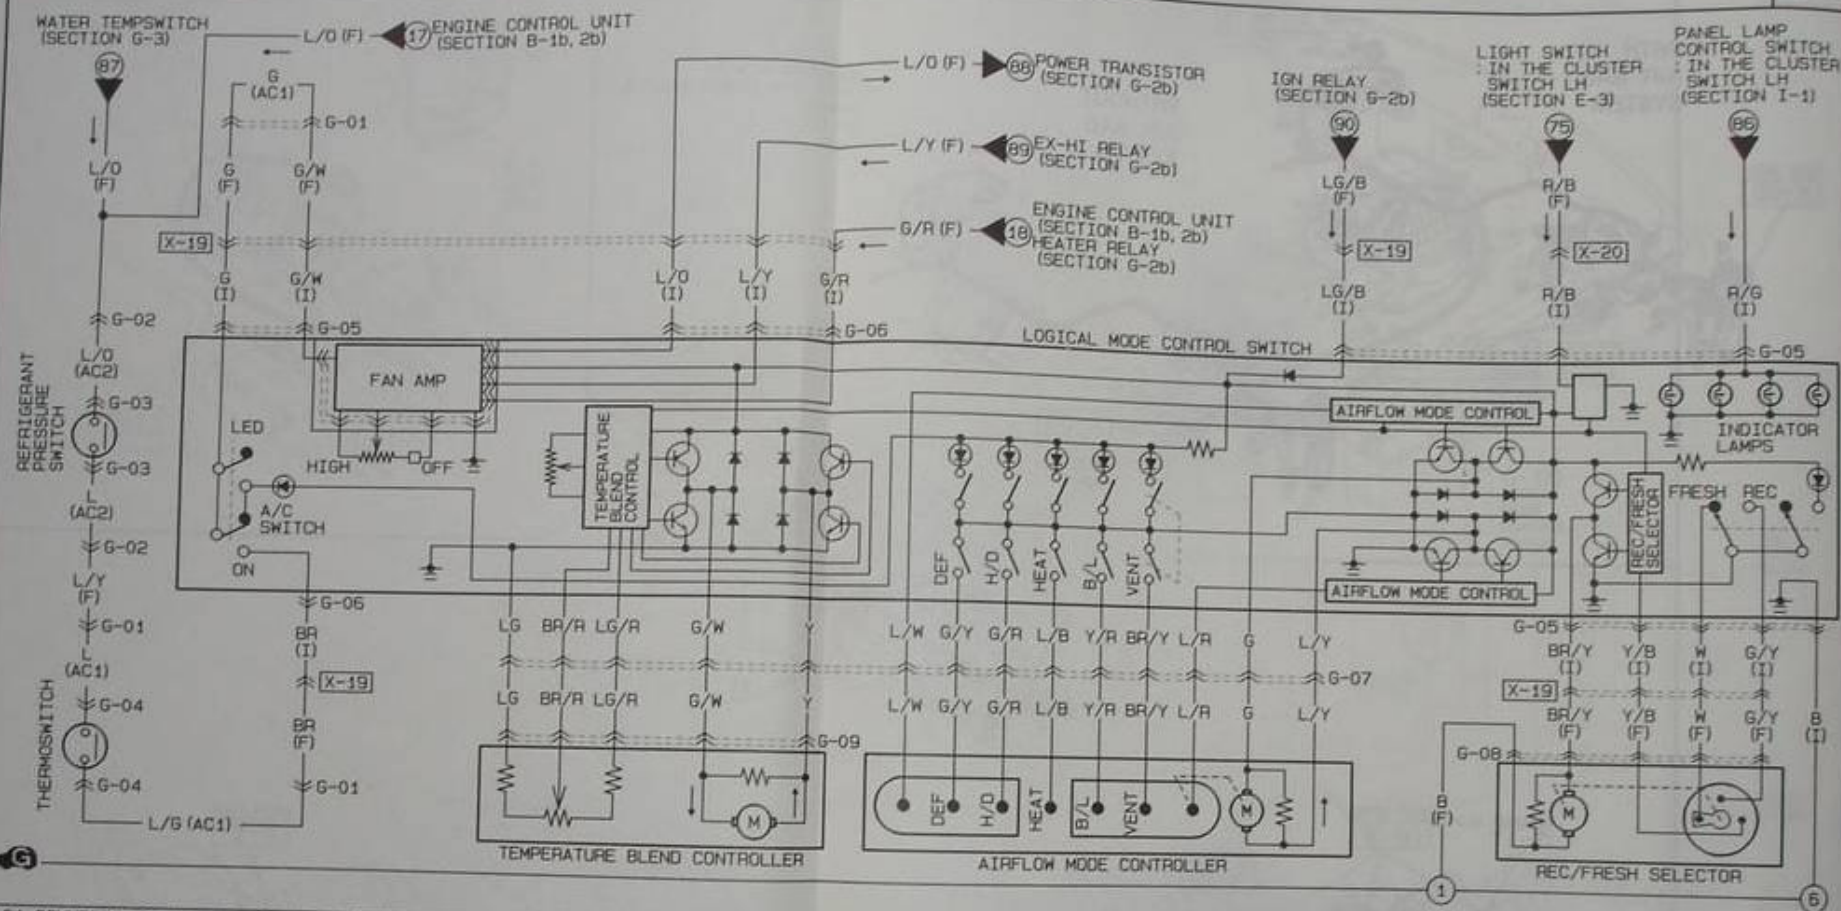 WATER TEMPSWITCH
(SECTION G-3)
87
L/O (F)
17
ENGINE CONTROL UNIT
(SECTION B-1b, 2b)
G
(AC1)
G-01
L/O
(F)
G
(F)
G/W
(F)
L/O (F)
88
POWER TRANSISTOR
(SECTION G-2b)
L/Y (F)
89
EX-HI RELAY
(SECTION G-2b)
G/R (F)
18
ENGINE CONTROL UNIT
(SECTION B-1b, 2b)
HEATER RELAY
(SECTION G-2b)
IGN RELAY
(SECTION G-2b)
90
LIGHT SWITCH
: IN THE CLUSTER
SWITCH LH
(SECTION E-3)
75
PANEL LAMP
CONTROL SWITCH
: IN THE CLUSTER
SWITCH LH
(SECTION I-1)
86
LG/B
(F)
R/B
(F)
X-19
X-19
X-20
G
(I)
G/W
(I)
L/O
(I)
L/Y
(I)
G/R
(I)
LG/B
(I)
R/B
(I)
R/G
(I)
G-02
G-05
G-06
LOGICAL MODE CONTROL SWITCH
G-05
L/O
(AC2)
G-03
REFRIGERANT
PRESSURE
SWITCH
G-03
L
(AC2)
G-02
L/Y
(F)
G-01
L
(AC1)
G-04
THERMOSWITCH
G-04
L/G (AC1)
FAN AMP
HIGH
OFF
LED
A/C
SWITCH
ON
G-06
BR
(I)
X-19
BR
(F)
G-01
TEMPERATURE
BLEND
CONTROL
AIRFLOW MODE CONTROL
INDICATOR
LAMPS
REC/FRESH
SELECTOR
FRESH
REC
DEF
H/D
HEAT
B/L
VENT
AIRFLOW MODE CONTROL
LG
BR/R
LG/R
G/W
Y
L/W
G/Y
G/R
L/B
Y/R
BR/Y
L/R
G
L/Y
G-07
LG
BR/R
LG/R
G/W
Y
L/W
G/Y
G/R
L/B
Y/R
BR/Y
L/R
G
L/Y
G-05
BR/Y
(I)
Y/B
(I)
W
(I)
G/Y
(I)
X-19
BR/Y
(F)
Y/B
(F)
W
(F)
G/Y
(F)
B
(I)
G-09
G-08
M
DEF
H/D
HEAT
B/L
VENT
M
B
(F)
M
TEMPERATURE BLEND CONTROLLER
AIRFLOW MODE CONTROLLER
REC/FRESH SELECTOR
G
1
6